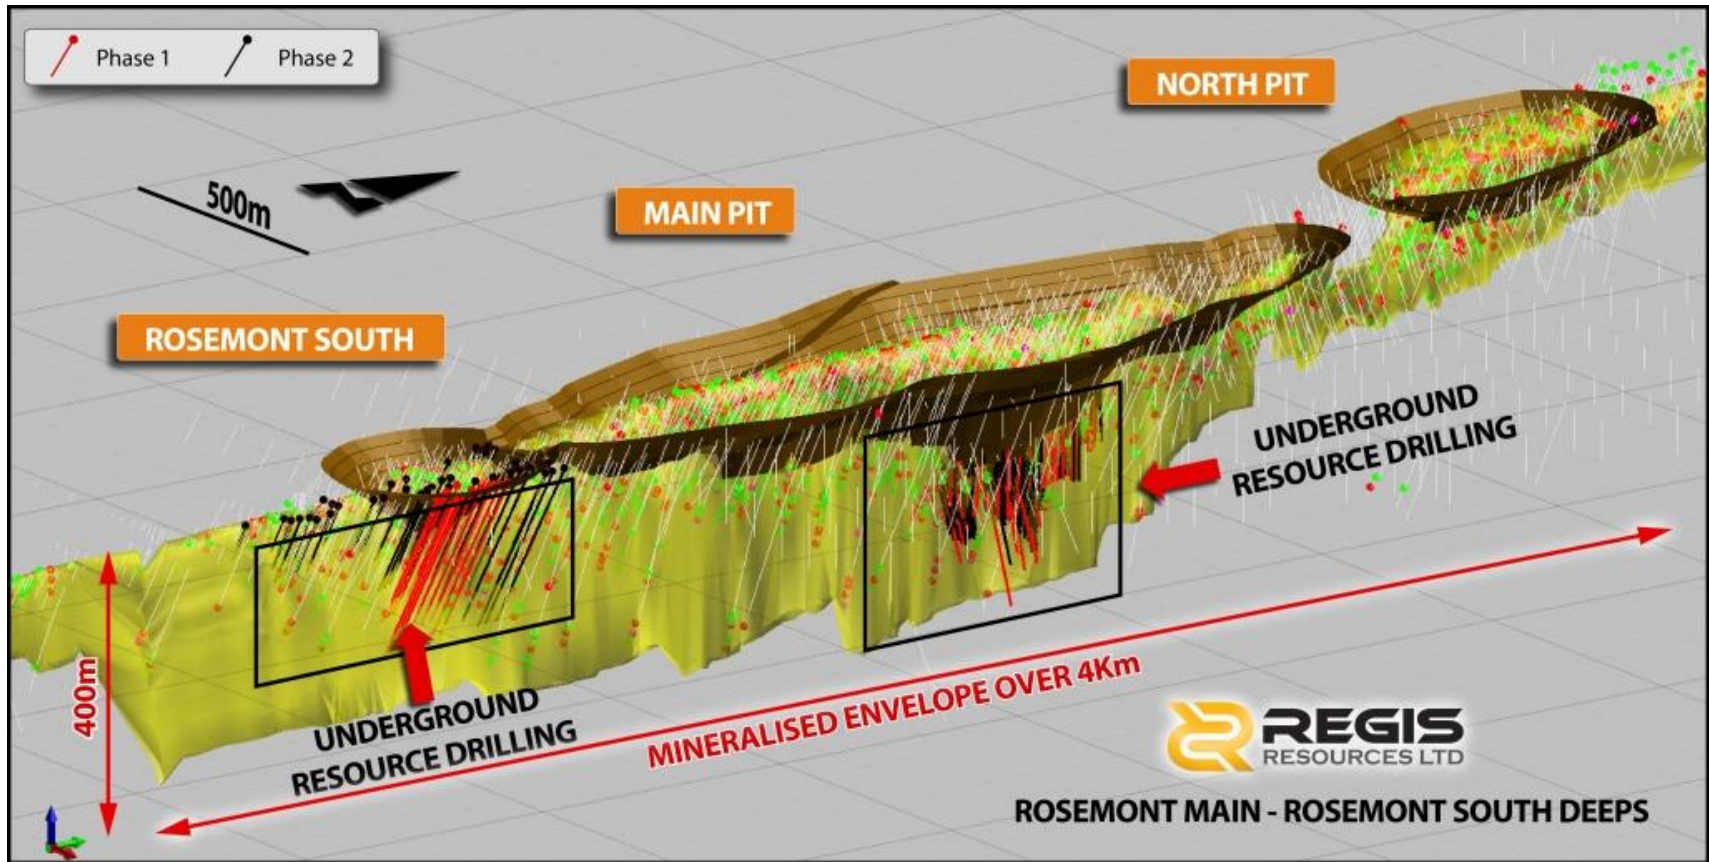 Phase 1
Phase 2
NORTH PIT
500m
MAIN PIT
ROSEMONT SOUTH
UNDERGROUND
RESOURCE DRILLING
400m
UNDERGROUND
RESOURCE DRILLING
MINERALISED ENVELOPE OVER 4Km
REGIS
RESOURCES LTD
ROSEMONT MAIN - ROSEMONT SOUTH DEEPS